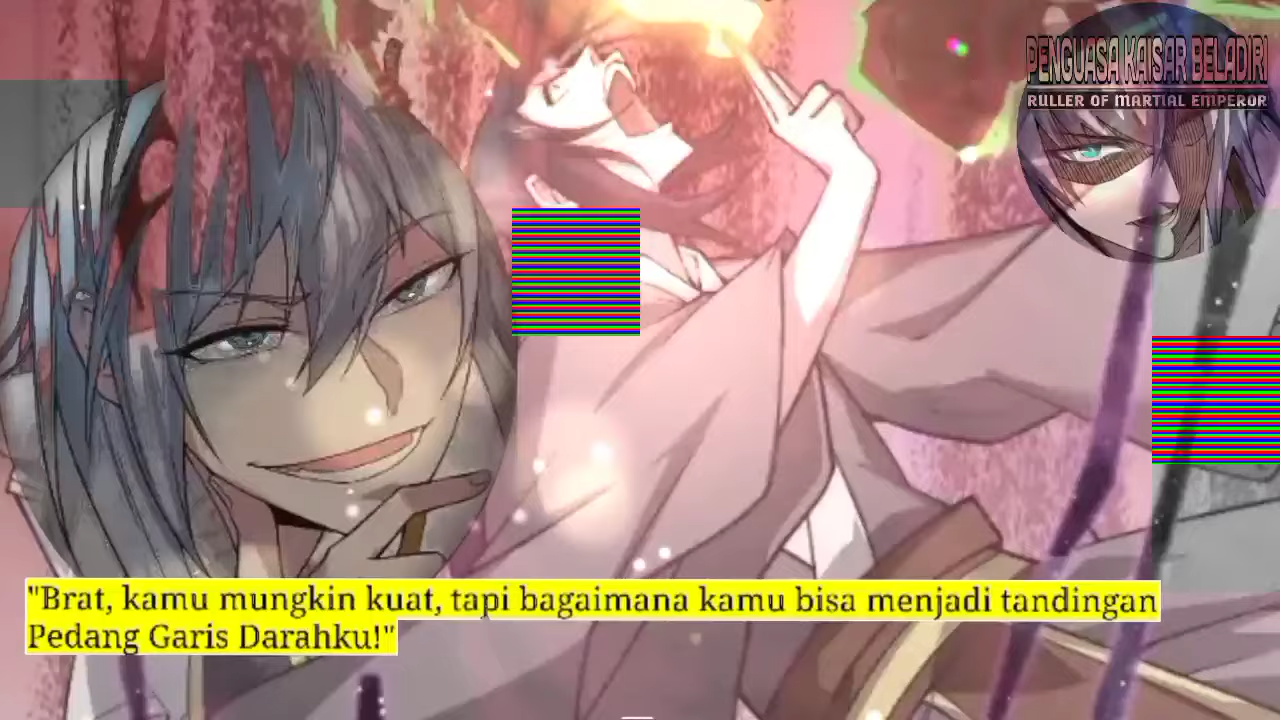 PENGUASA KAISAR BELADIRI
RULLER OF MARTIAL EMPEROR
"Brat, kamu mungkin kuat, tapi bagaimana kamu bisa menjadi tandingan
Pedang Garis Darahku!"